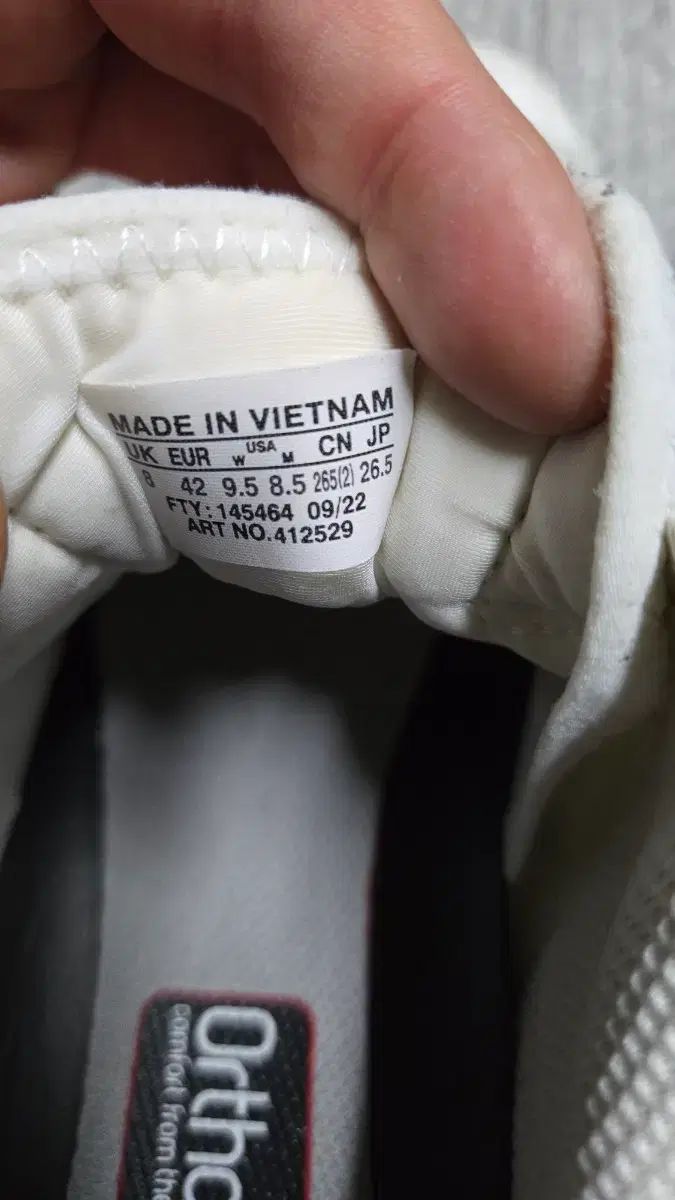 MADE IN VIETNAM
UK EUR W USA M CN JP
8 42 9.5 8.5 265(2) 26.5
FTY: 145464 09/22
ART NO.412529
Ortho
comfort from the